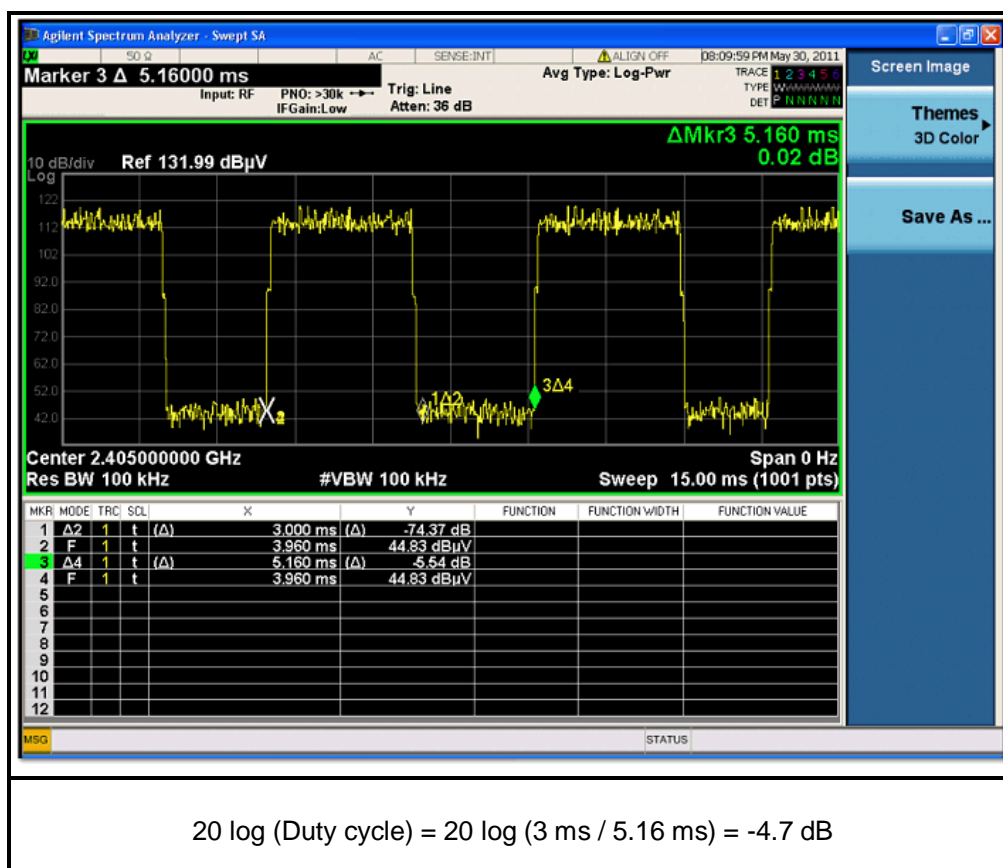 Agilent Spectrum Analyzer - Swept SA
LXI 50 Ω AC SENSE:INT ALIGN OFF 08:09:59 PM May 30, 2011
Marker 3 Δ 5.16000 ms
Input: RF PNO: >30k Trig: Line Avg Type: Log-Pwr TRACE 1 2 3 4 5 6
IFGain:Low Atten: 36 dB TYPE W
DET P N N N N N
ΔMkr3 5.160 ms
0.02 dB
10 dB/div Ref 131.99 dBµV
Log
122
112
102
92.0
82.0
72.0
62.0
52.0
42.0
2
1Δ2
3Δ4
Center 2.405000000 GHz Span 0 Hz
Res BW 100 kHz #VBW 100 kHz Sweep 15.00 ms (1001 pts)
MKR MODE TRC SCL X Y FUNCTION FUNCTION WIDTH FUNCTION VALUE
1 Δ2 1 t (Δ) 3.000 ms (Δ) -74.37 dB
2 F 1 t 3.960 ms 44.83 dBµV
3 Δ4 1 t (Δ) 5.160 ms (Δ) -5.54 dB
4 F 1 t 3.960 ms 44.83 dBµV
5
6
7
8
9
10
11
12
MSG STATUS
Screen Image
Themes
3D Color
Save As ...
20 log (Duty cycle) = 20 log (3 ms / 5.16 ms) = -4.7 dB